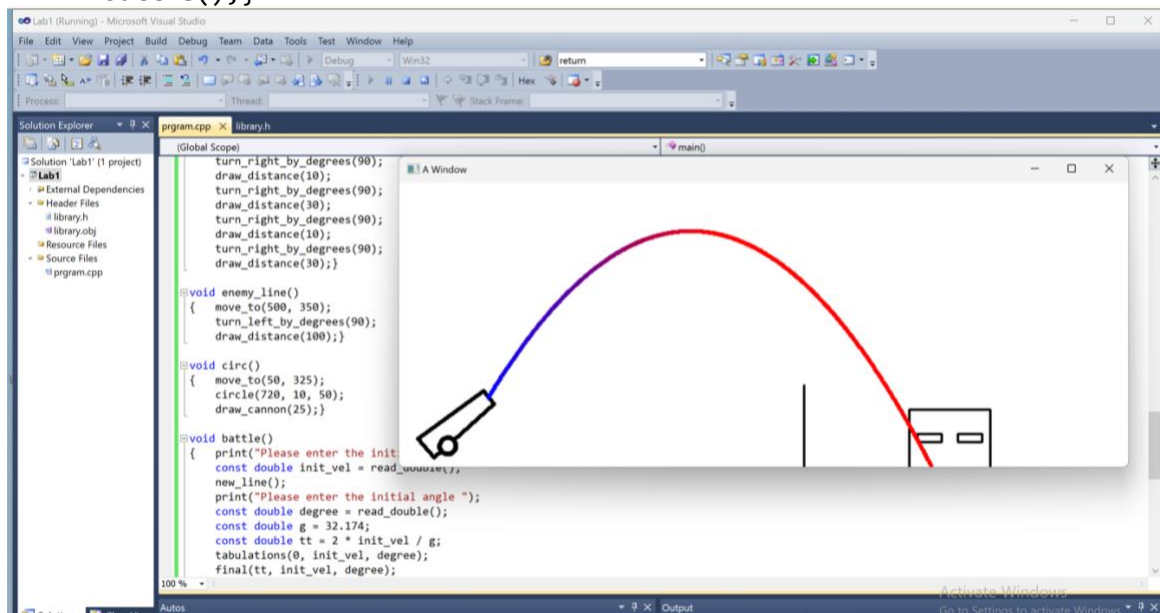 Lab1 (Running) - Microsoft Visual Studio
File Edit View Project Build Debug Team Data Tools Test Window Help
Debug Win32 return
Hex
Process: Thread: Stack Frame:
Solution Explorer
prgram.cpp library.h
(Global Scope) main()
Solution 'Lab1' (1 project)
Lab1
External Dependencies
Header Files
library.h
library.obj
Resource Files
Source Files
prgram.cpp
turn_right_by_degrees(90);
draw_distance(10);
turn_right_by_degrees(90);
draw_distance(30);
turn_right_by_degrees(90);
draw_distance(10);
turn_right_by_degrees(90);
draw_distance(30);}
void enemy_line()
{ move_to(500, 350);
turn_left_by_degrees(90);
draw_distance(100);}
void circ()
{ move_to(50, 325);
circle(720, 10, 50);
draw_cannon(25);}
void battle()
{ print("Please enter the init
const double init_vel = read_double();
new_line();
print("Please enter the initial angle ");
const double degree = read_double();
const double g = 32.174;
const double tt = 2 * init_vel / g;
tabulations(0, init_vel, degree);
final(tt, init_vel, degree);
A Window
100 %
Autos
Output
Activate Windows
Go to Settings to activate Windows.